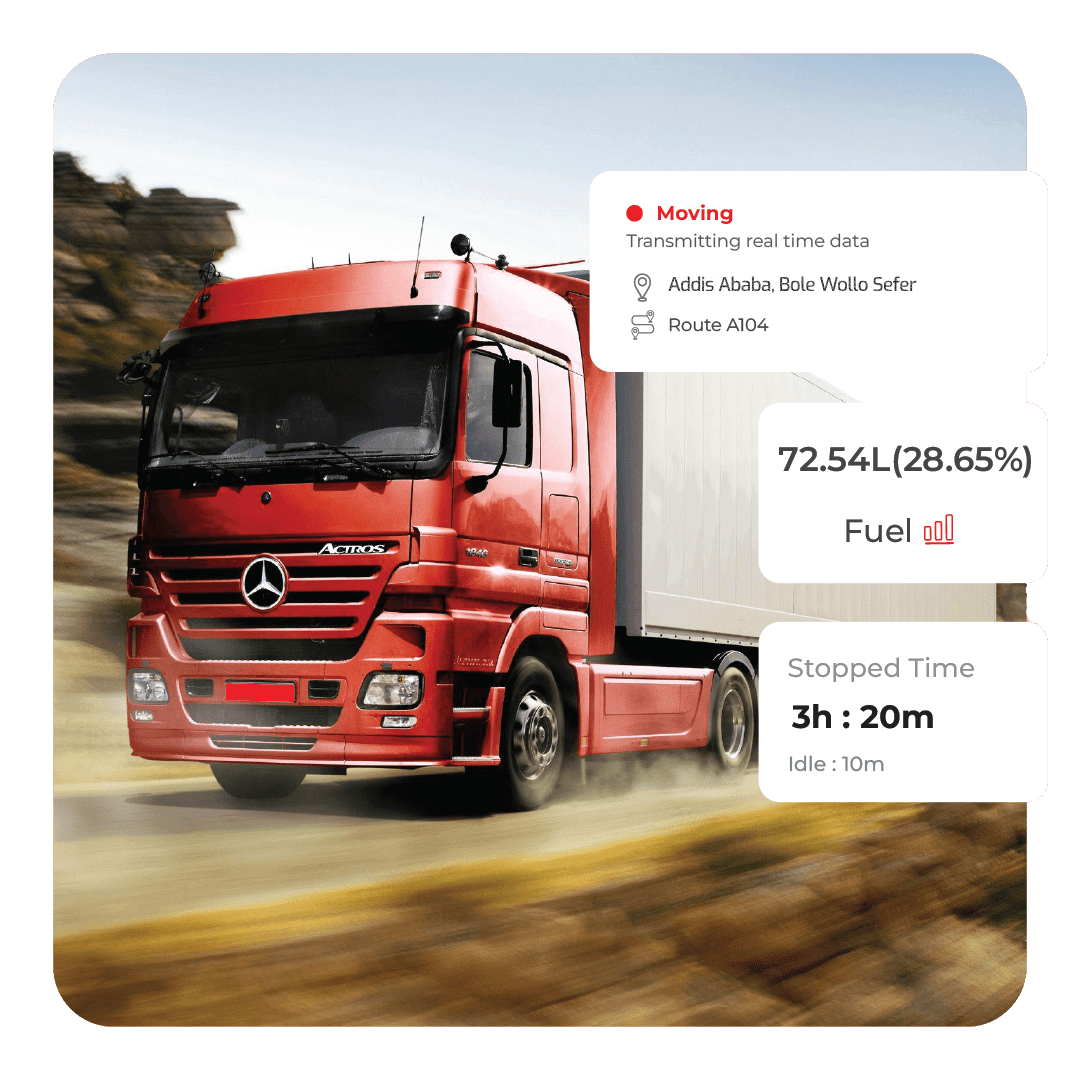 Moving
Transmitting real time data
Addis Ababa, Bole Wollo Sefer
Route A104
72.54L(28.65%)
Fuel
ACTROS
1846
Stopped Time
3h : 20m
Idle : 10m